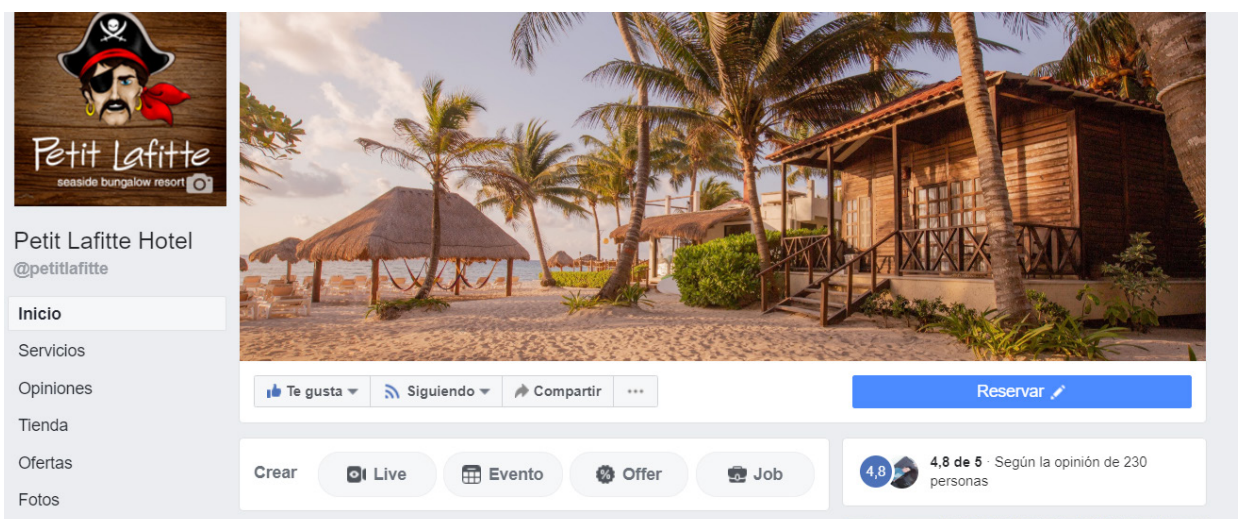 Petit Lafitte
seaside bungalow resort
Petit Lafitte Hotel
@petitlafitte
Inicio
Servicios
Opiniones
Tienda
Ofertas
Fotos
Te gusta
Siguiendo
Compartir
Reservar
Crear
Live
Evento
Offer
Job
4,8
4,8 de 5 · Según la opinión de 230
personas